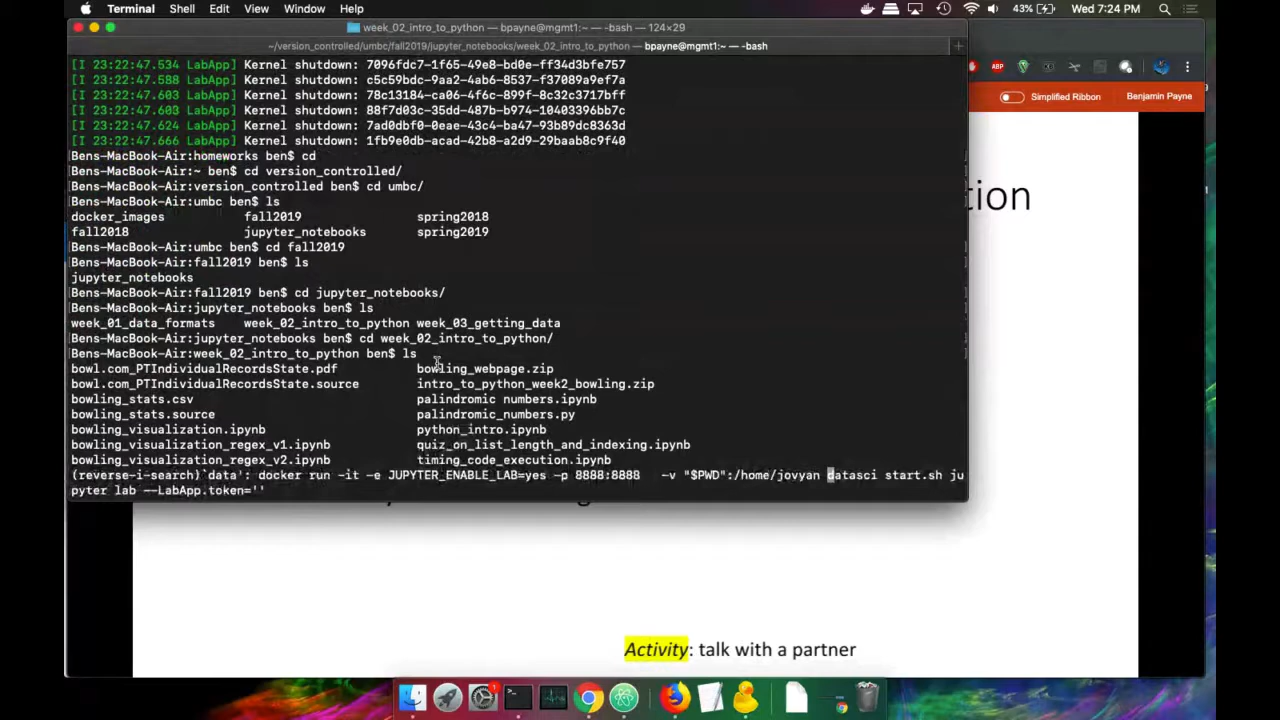 Terminal Shell Edit View Window Help 43% Wed 7:24 PM
week_02_intro_to_python — bpayne@mgmt1:~ — -bash — 124×29
~/version_controlled/umbc/fall2019/jupyter_notebooks/week_02_intro_to_python — bpayne@mgmt1:~ — -bash
[I 23:22:47.534 LabApp] Kernel shutdown: 7096fdc7-1f65-49e8-bd0e-ff34d3bfe757
[I 23:22:47.588 LabApp] Kernel shutdown: c5c59bdc-9aa2-4ab6-8537-f37089a9ef7a
[I 23:22:47.603 LabApp] Kernel shutdown: 78c13184-ca06-4f6c-899f-8c32c3717bff
[I 23:22:47.603 LabApp] Kernel shutdown: 88f7d03c-35dd-487b-b974-10403396bb7c
[I 23:22:47.624 LabApp] Kernel shutdown: 7ad0dbf0-0eae-43c4-ba47-93b89dc8363d
[I 23:22:47.666 LabApp] Kernel shutdown: 1fb9e0db-acad-42b8-a2d9-29baab8c9f40
Bens-MacBook-Air:homeworks ben$ cd
Bens-MacBook-Air:~ ben$ cd version_controlled/
Bens-MacBook-Air:version_controlled ben$ cd umbc/
Bens-MacBook-Air:umbc ben$ ls
docker_images fall2019 spring2018
fall2018 jupyter_notebooks spring2019
Bens-MacBook-Air:umbc ben$ cd fall2019
Bens-MacBook-Air:fall2019 ben$ ls
jupyter_notebooks
Bens-MacBook-Air:fall2019 ben$ cd jupyter_notebooks/
Bens-MacBook-Air:jupyter_notebooks ben$ ls
week_01_data_formats week_02_intro_to_python week_03_getting_data
Bens-MacBook-Air:jupyter_notebooks ben$ cd week_02_intro_to_python/
Bens-MacBook-Air:week_02_intro_to_python ben$ ls
bowl.com_PTIndividualRecordsState.pdf bowling_webpage.zip
bowl.com_PTIndividualRecordsState.source intro_to_python_week2_bowling.zip
bowling_stats.csv palindromic numbers.ipynb
bowling_stats.source palindromic_numbers.py
bowling_visualization.ipynb python_intro.ipynb
bowling_visualization_regex_v1.ipynb quiz_on_list_length_and_indexing.ipynb
bowling_visualization_regex_v2.ipynb timing_code_execution.ipynb
(reverse-i-search)`data': docker run -it -e JUPYTER_ENABLE_LAB=yes -p 8888:8888 -v "$PWD":/home/jovyan datasci start.sh ju
pyter lab --LabApp.token=''
ABP
Simplified Ribbon Benjamin Payne
tion
Activity: talk with a partner